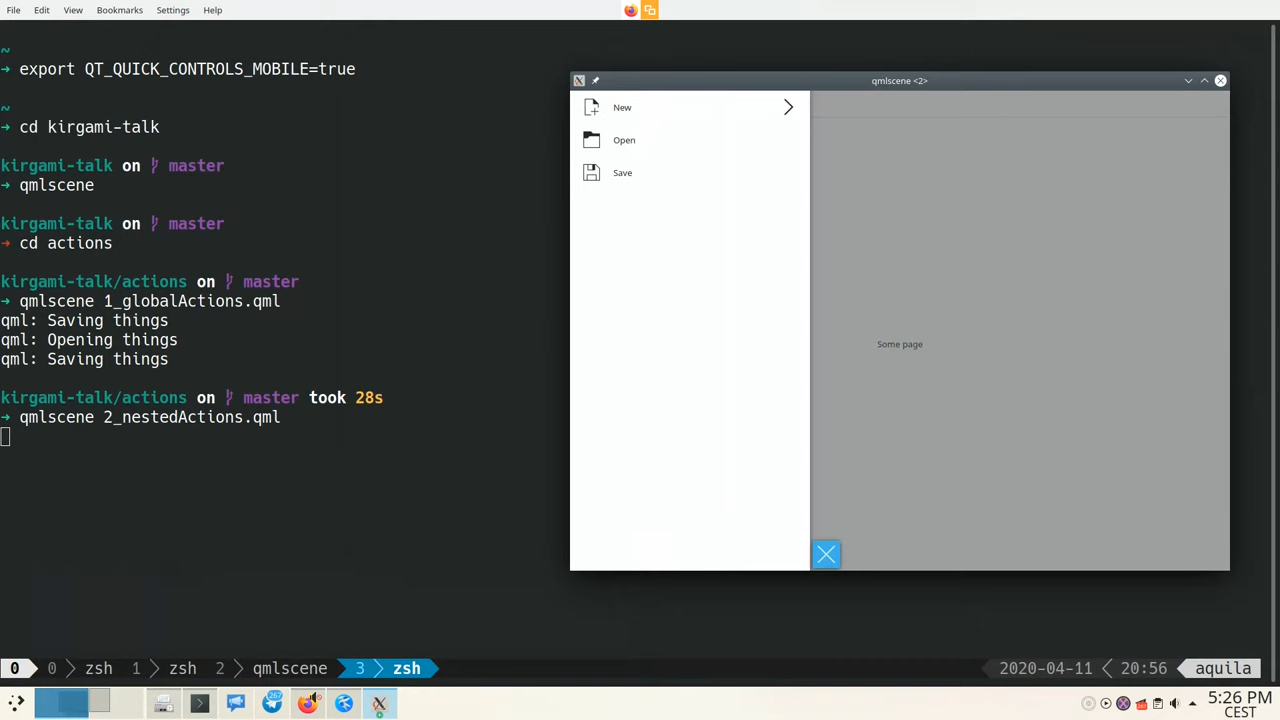 File Edit View Bookmarks Settings Help
~
➜ export QT_QUICK_CONTROLS_MOBILE=true
~
➜ cd kirgami-talk
kirgami-talk on master
➜ qmlscene
kirgami-talk on master
➜ cd actions
kirgami-talk/actions on master
➜ qmlscene 1_globalActions.qml
qml: Saving things
qml: Opening things
qml: Saving things
kirgami-talk/actions on master took 28s
➜ qmlscene 2_nestedActions.qml
qmlscene <2>
New
Open
Save
Some page
0 0 zsh 1 zsh 2 qmlscene 3 zsh 2020-04-11 20:56 aquila
267
5:26 PM
CEST